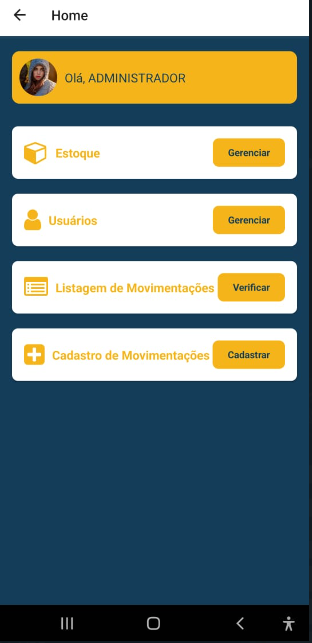 Home
Olá, ADMINISTRADOR
Estoque
Gerenciar
Usuários
Gerenciar
Listagem de Movimentações
Verificar
Cadastro de Movimentações
Cadastrar